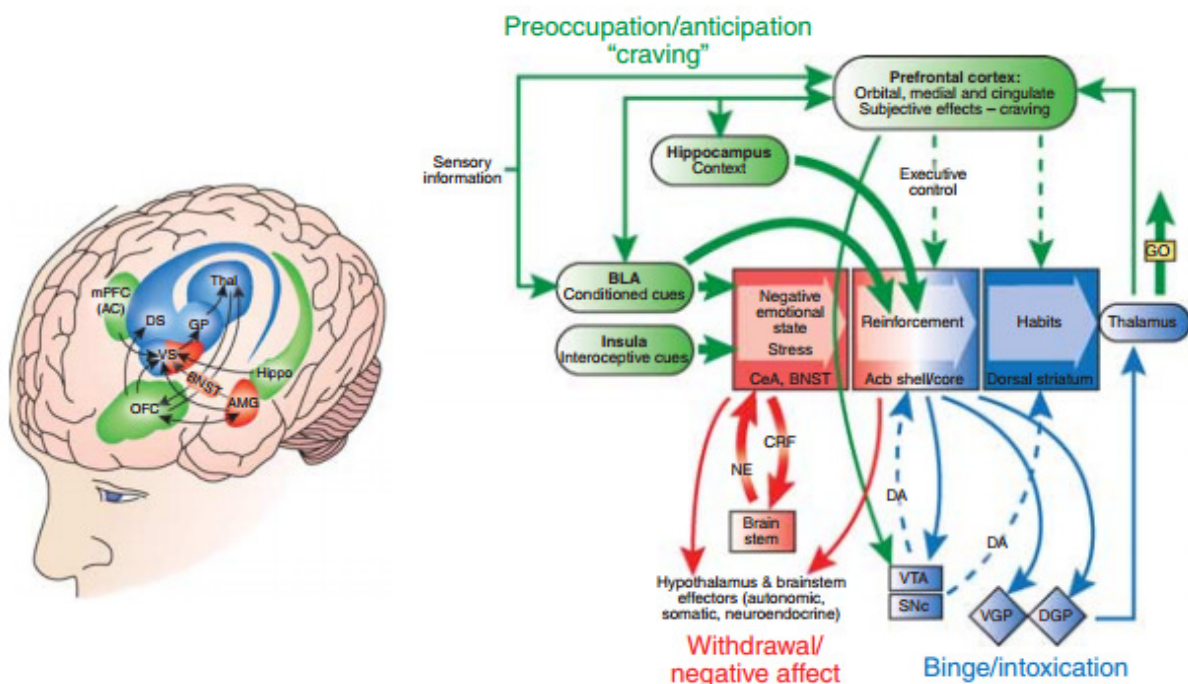 Preoccupation/anticipation
“craving”
Prefrontal cortex:
Orbital, medial and cingulate
Subjective effects – craving
Hippocampus
Context
Sensory
information
Executive
control
GO
BLA
Conditioned cues
Insula
Interoceptive cues
Negative
emotional
state
Stress
CeA, BNST
Reinforcement
Acb shell/core
Habits
Dorsal striatum
Thalamus
NE
CRF
Brain
stem
DA
DA
VTA
SNc
VGP
DGP
Hypothalamus & brainstem
effectors (autonomic,
somatic, neuroendocrine)
Withdrawal/
negative affect
Binge/intoxication
mPFC
(AC)
Thal
DS
GP
VS
BNST
Hippo
OFC
AMG